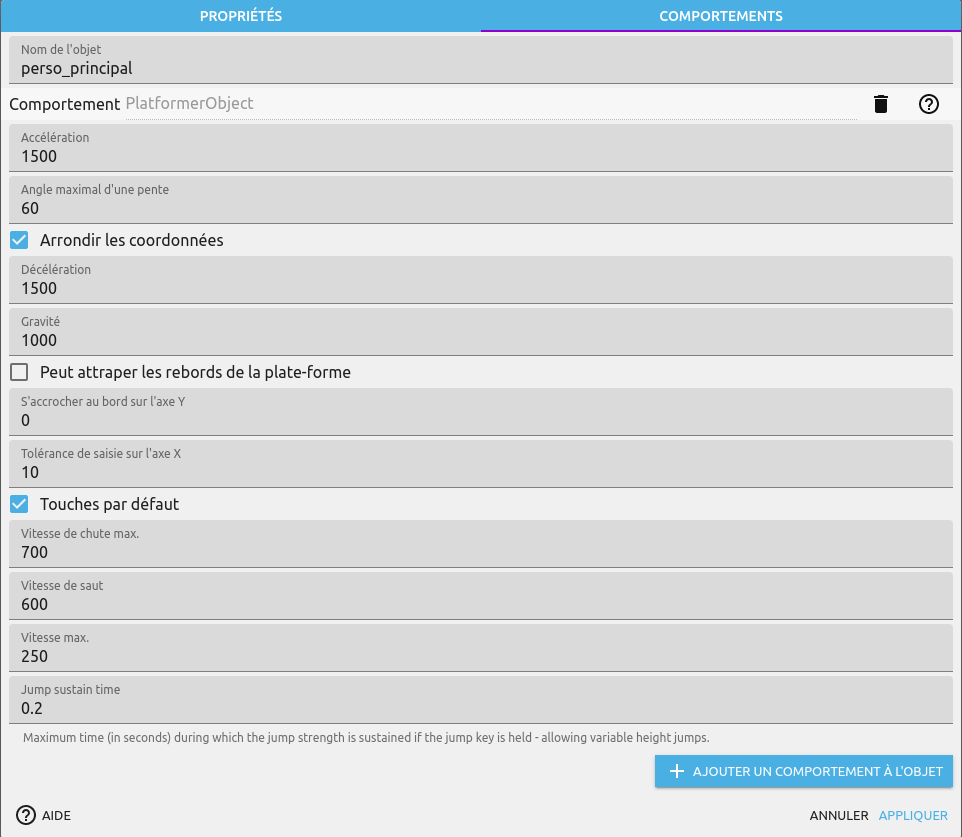 PROPRIÉTÉS COMPORTEMENTS
Nom de l'objet
perso_principal
Comportement PlatformerObject
Accélération
1500
Angle maximal d'une pente
60
Arrondir les coordonnées
Décélération
1500
Gravité
1000
Peut attraper les rebords de la plate-forme
S'accrocher au bord sur l'axe Y
0
Tolérance de saisie sur l'axe X
10
Touches par défaut
Vitesse de chute max.
700
Vitesse de saut
600
Vitesse max.
250
Jump sustain time
0.2
Maximum time (in seconds) during which the jump strength is sustained if the jump key is held - allowing variable height jumps.
AJOUTER UN COMPORTEMENT À L'OBJET
AIDE ANNULER APPLIQUER